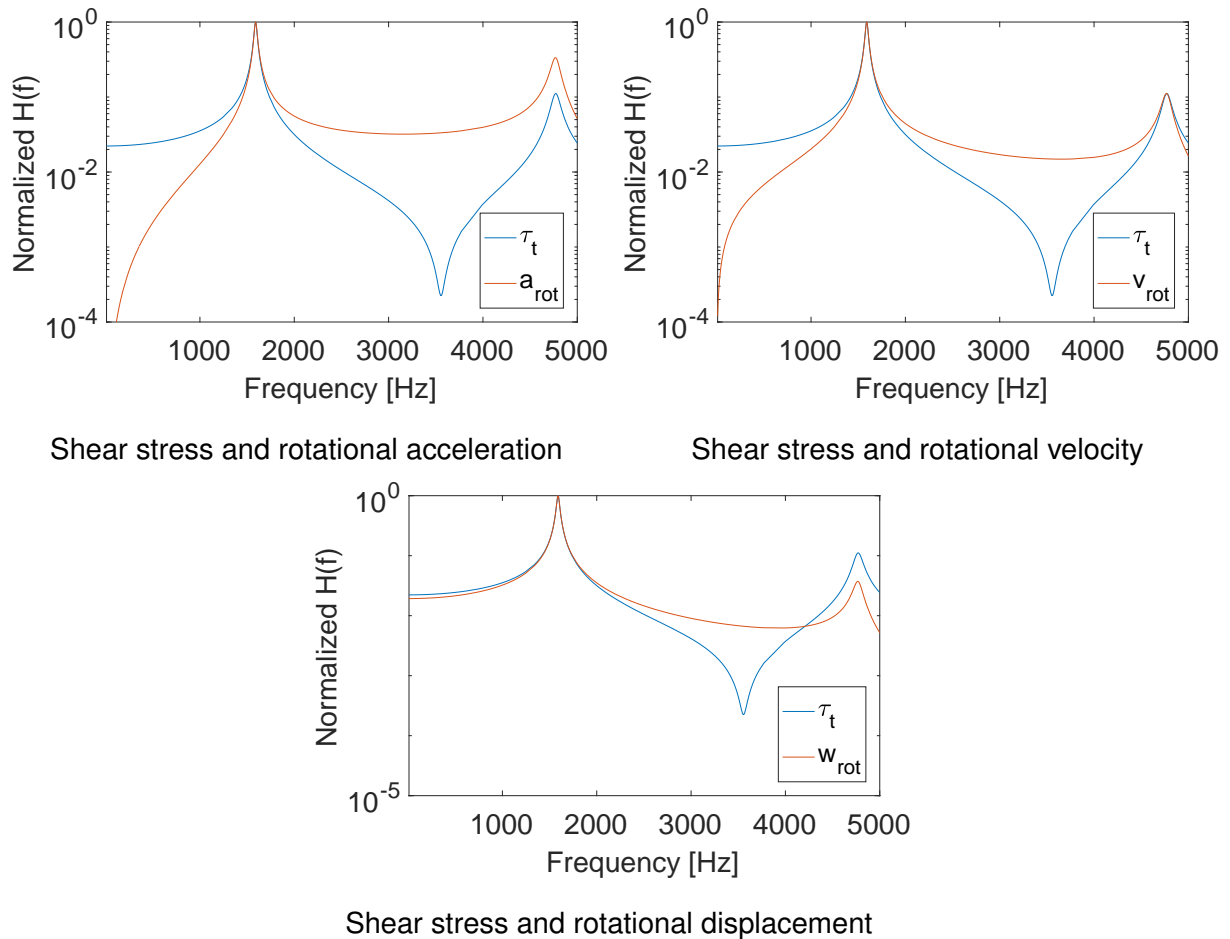 10^0
10^-2
10^-4
Normalized H(f)
τ_t
a_rot
1000 2000 3000 4000 5000
Frequency [Hz]
Shear stress and rotational acceleration
10^0
10^-2
10^-4
Normalized H(f)
τ_t
v_rot
1000 2000 3000 4000 5000
Frequency [Hz]
Shear stress and rotational velocity
10^0
10^-5
Normalized H(f)
τ_t
w_rot
1000 2000 3000 4000 5000
Frequency [Hz]
Shear stress and rotational displacement